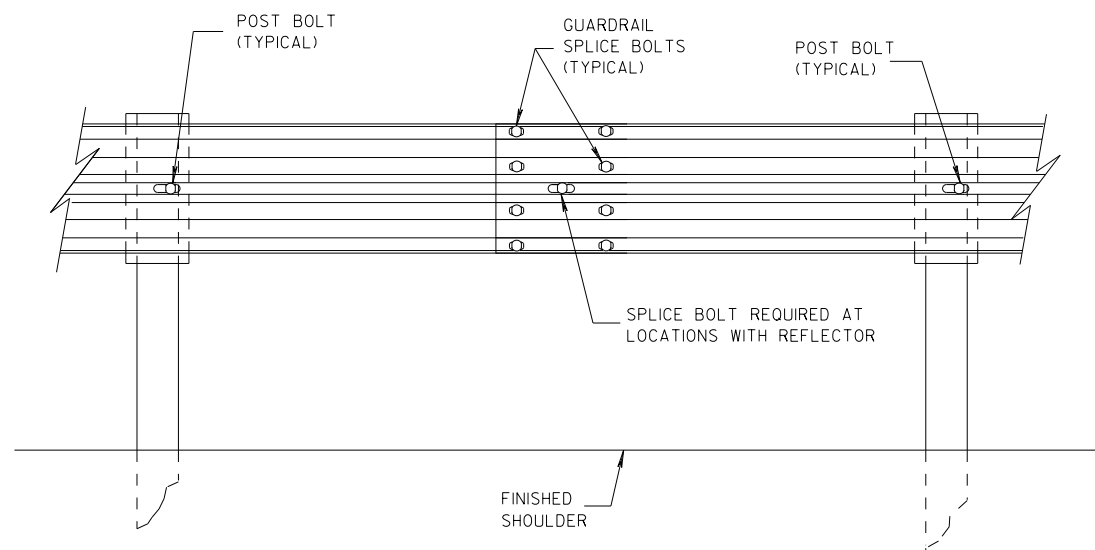 POST BOLT
(TYPICAL)
GUARDRAIL
SPLICE BOLTS
(TYPICAL)
POST BOLT
(TYPICAL)
SPLICE BOLT REQUIRED AT
LOCATIONS WITH REFLECTOR
FINISHED
SHOULDER